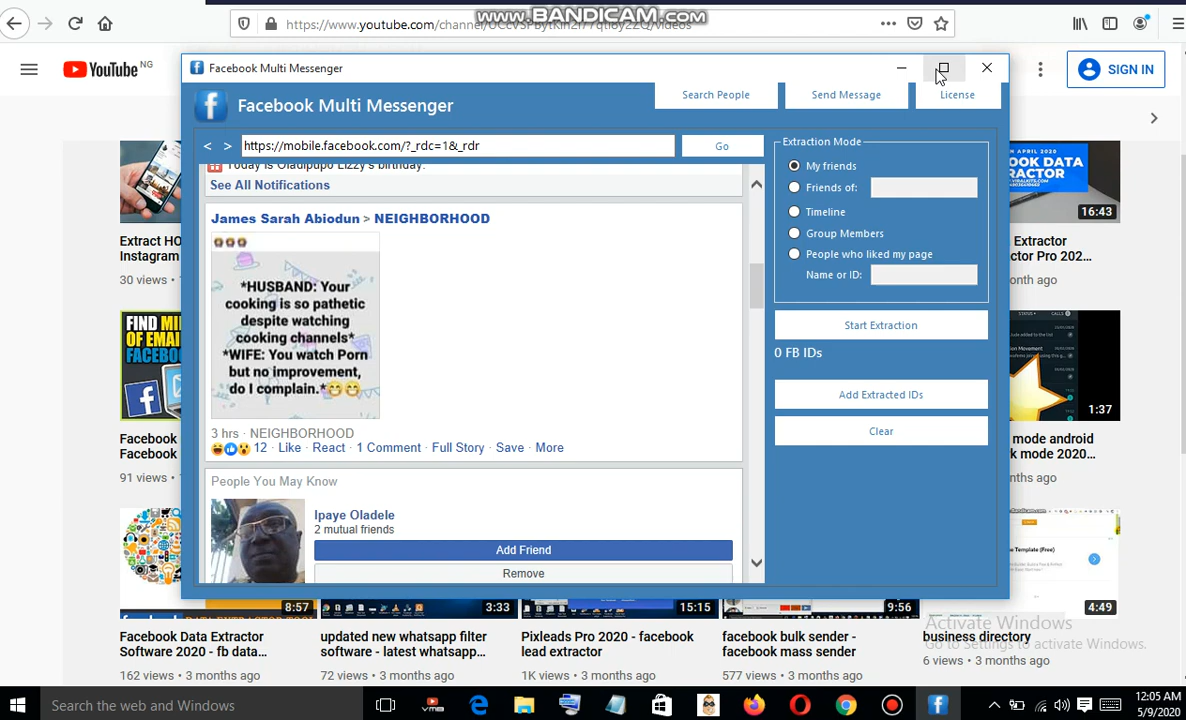 www.BANDICAM.com
https://www.youtube.com/channel/
YouTube NG
SIGN IN
Facebook Multi Messenger
Facebook Multi Messenger
Search People
Send Message
License
< >
https://mobile.facebook.com/?_rdc=1&_rdr
Go
Today is Oladipupo Lizzy's birthday.
See All Notifications
James Sarah Abiodun > NEIGHBORHOOD
*HUSBAND: Your
cooking is so pathetic
despite watching
cooking channels*
*WIFE: You watch Porn
but no improvement,
do I complain.*
3 hrs · NEIGHBORHOOD
12 · Like · React · 1 Comment · Full Story · Save · More
People You May Know
Ipaye Oladele
2 mutual friends
Add Friend
Remove
Extraction Mode
My friends
Friends of:
Timeline
Group Members
People who liked my page
Name or ID:
Start Extraction
0 FB IDs
Add Extracted IDs
Clear
Extract HO
Instagram
30 views •
FIND MI
OF EMAI
FACEBO
Facebook
Facebook
91 views •
APRIL 2020
OOK DATA
RACTOR
16:43
Extractor
ctor Pro 202...
onth ago
1:37
mode android
k mode 2020...
nths ago
e Template (Free)
8:57
3:33
15:15
9:56
4:49
Facebook Data Extractor
Software 2020 - fb data...
162 views • 3 months ago
updated new whatsapp filter
software - latest whatsapp...
72 views • 3 months ago
Pixleads Pro 2020 - facebook
lead extractor
1K views • 3 months ago
facebook bulk sender -
facebook mass sender
577 views • 3 months ago
business directory
6 views • 3 months ago
Activate Windows
Go to Settings to activate Windows.
Search the web and Windows
12:05 AM
5/9/2020